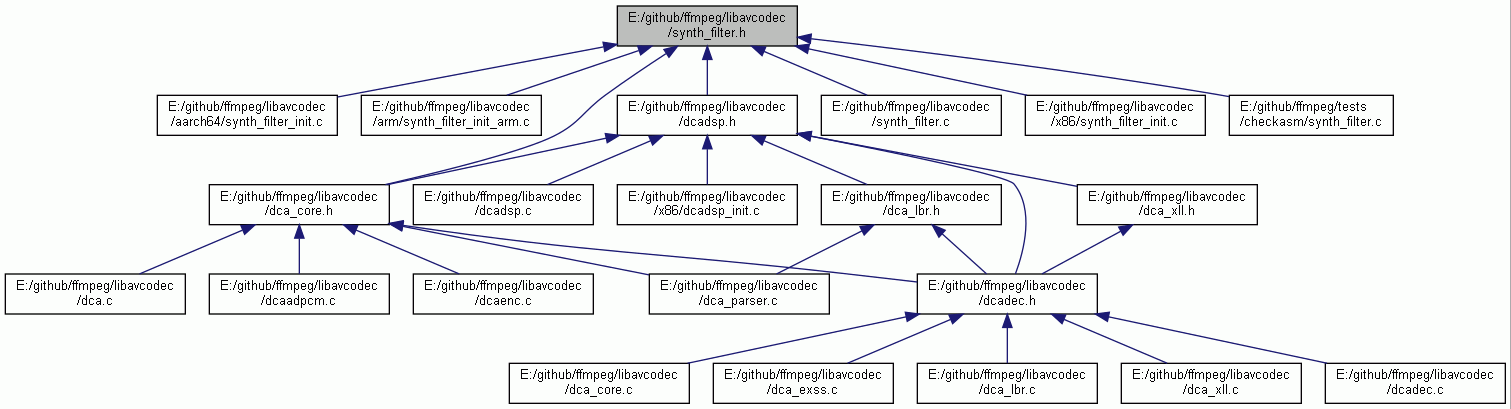 E:/github/ffmpeg/libavcodec
/synth_filter.h
E:/github/ffmpeg/libavcodec
/aarch64/synth_filter_init.c
E:/github/ffmpeg/libavcodec
/arm/synth_filter_init_arm.c
E:/github/ffmpeg/libavcodec
/dcadsp.h
E:/github/ffmpeg/libavcodec
/synth_filter.c
E:/github/ffmpeg/libavcodec
/x86/synth_filter_init.c
E:/github/ffmpeg/tests
/checkasm/synth_filter.c
E:/github/ffmpeg/libavcodec
/dca_core.h
E:/github/ffmpeg/libavcodec
/dcadsp.c
E:/github/ffmpeg/libavcodec
/x86/dcadsp_init.c
E:/github/ffmpeg/libavcodec
/dca_lbr.h
E:/github/ffmpeg/libavcodec
/dca_xll.h
E:/github/ffmpeg/libavcodec
/dca.c
E:/github/ffmpeg/libavcodec
/dcaadpcm.c
E:/github/ffmpeg/libavcodec
/dcaenc.c
E:/github/ffmpeg/libavcodec
/dca_parser.c
E:/github/ffmpeg/libavcodec
/dcadec.h
E:/github/ffmpeg/libavcodec
/dca_core.c
E:/github/ffmpeg/libavcodec
/dca_exss.c
E:/github/ffmpeg/libavcodec
/dca_lbr.c
E:/github/ffmpeg/libavcodec
/dca_xll.c
E:/github/ffmpeg/libavcodec
/dcadec.c